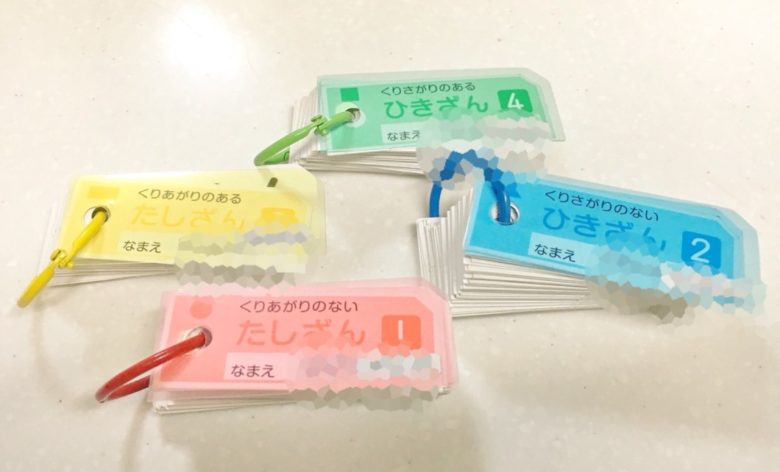 くりさがりのある
ひきざん 4
なまえ
くりあがりのある
たしざん
なまえ
くりさがりのない
ひきざん 2
なまえ
くりあがりのない
たしざん 1
なまえ